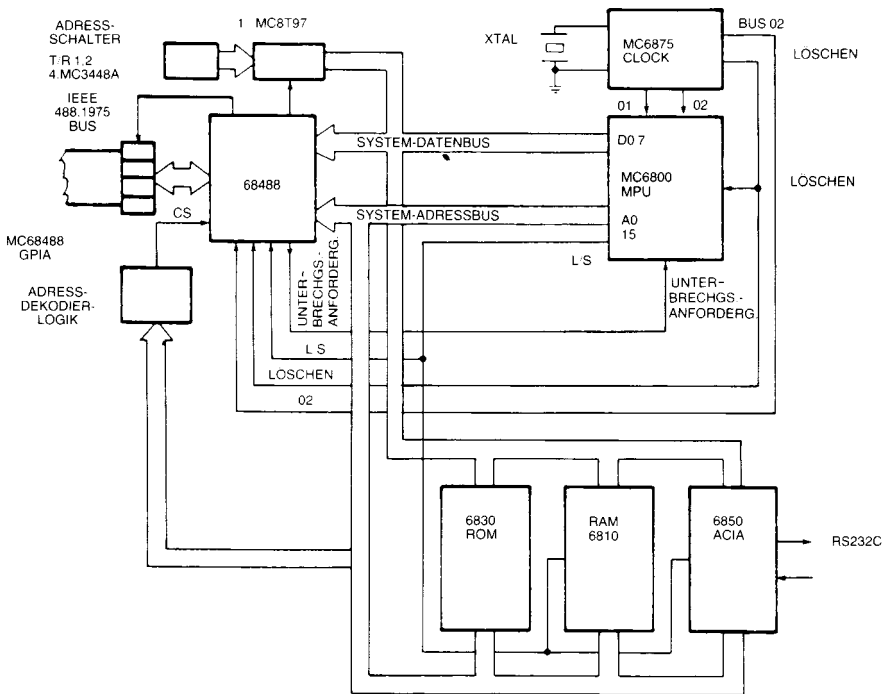 ADRESS-
SCHALTER
1 MC8T97
T/R 1,2
4.MC3448A
IEEE
488.1975
BUS
XTAL
MC6875
CLOCK
BUS 02
LÖSCHEN
01
02
SYSTEM-DATENBUS
D0 7
MC6800
MPU
68488
LÖSCHEN
SYSTEM-ADRESSBUS
A0
15
CS
MC68488
GPIA
L/S
ADRESS-
DEKODIER-
LOGIK
UNTER-
BRECHGS.-
ANFORDERG.
UNTER-
BRECHGS.-
ANFORDERG.
L S
LÖSCHEN
02
6830
ROM
RAM
6810
6850
ACIA
RS232C